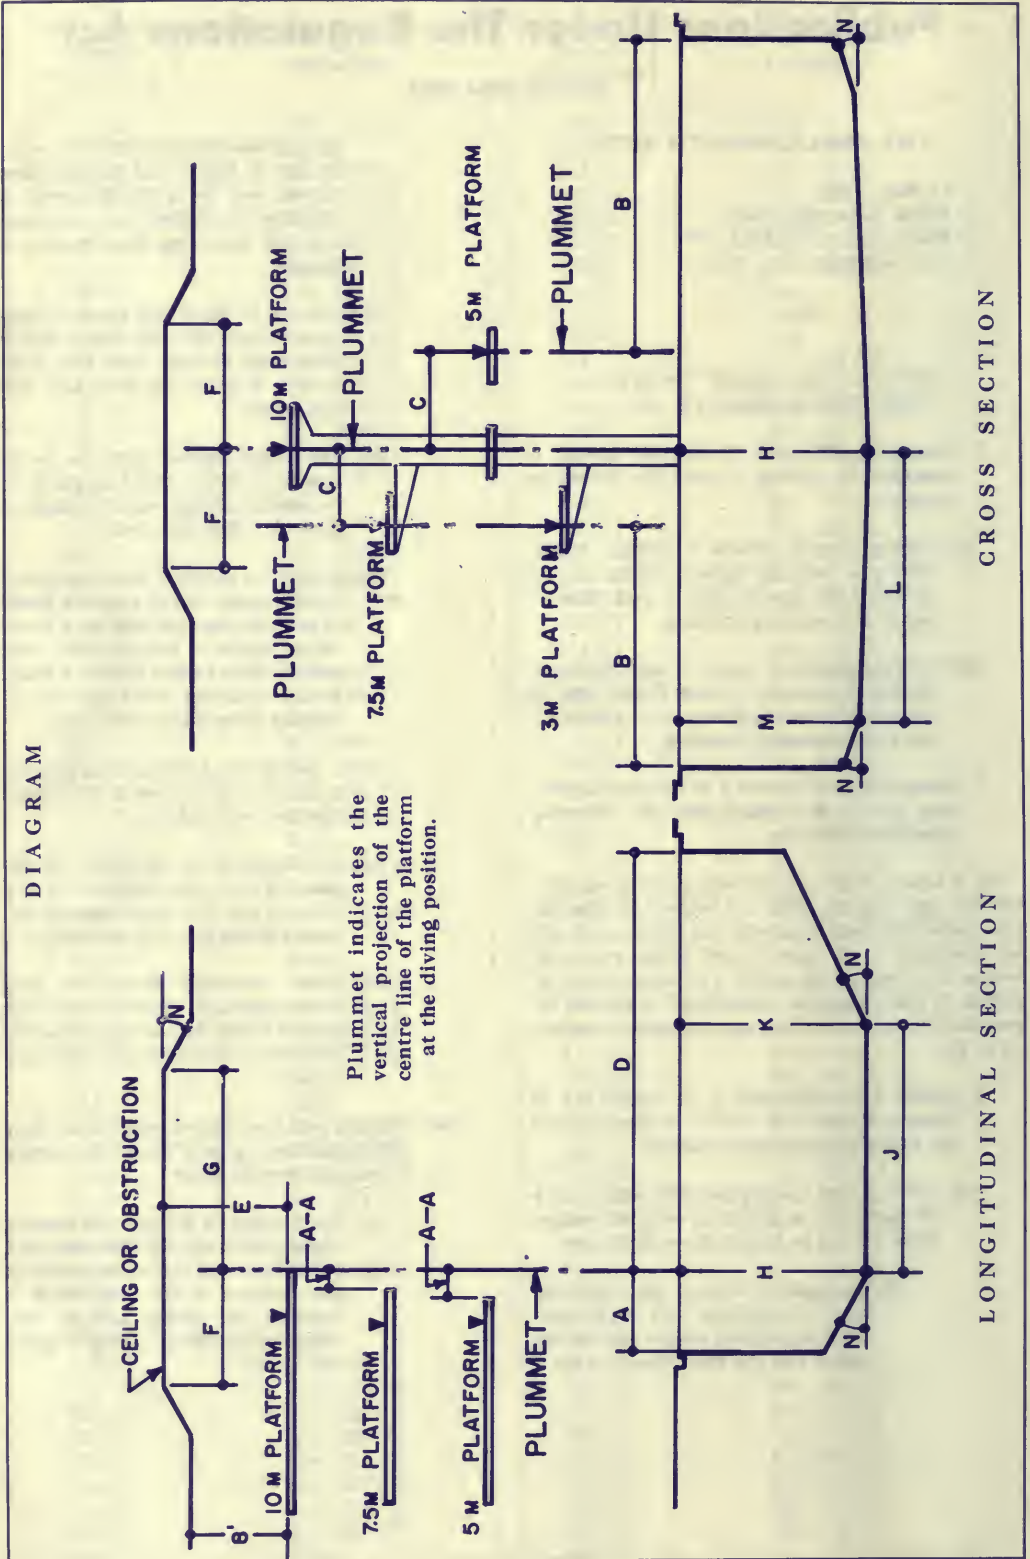 DIAGRAM
CEILING OR OBSTRUCTION
N
F
G
E
B'
10 M PLATFORM
A-A
7.5M PLATFORM
A-A
5 M PLATFORM
PLUMMET
Plummet indicates the
vertical projection of the
centre line of the platform
at the diving position.
A
D
H
K
N
N
J
LONGITUDINAL SECTION
F
F
10M PLATFORM
PLUMMET
PLUMMET
C
7.5M PLATFORM
C
5M PLATFORM
3M PLATFORM
PLUMMET
B
B
M
H
N
N
L
CROSS SECTION